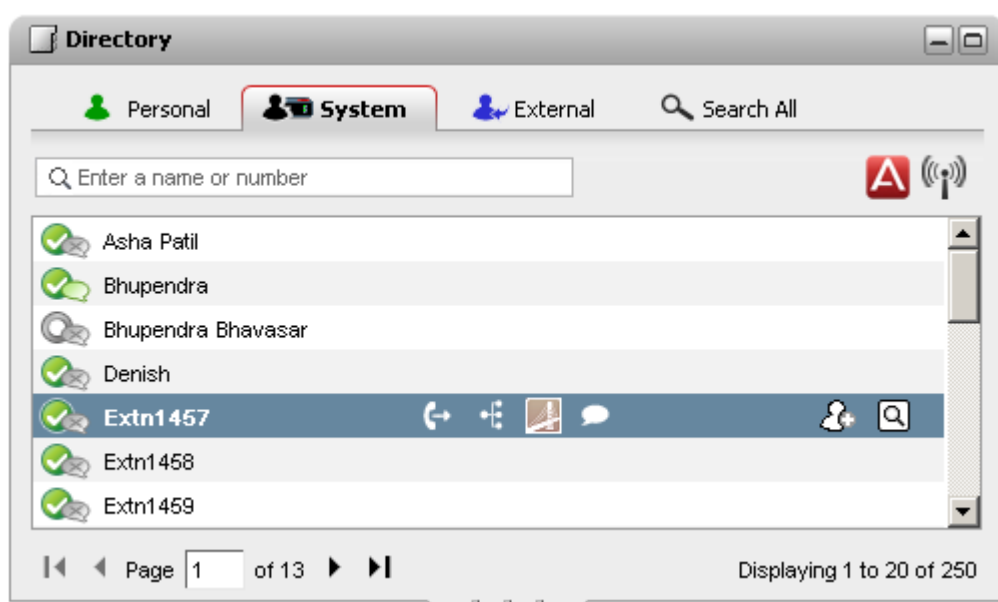 Directory
Personal System External Search All
Enter a name or number
Asha Patil
Bhupendra
Bhupendra Bhavasar
Denish
Extn1457
Extn1458
Extn1459
Page 1 of 13 Displaying 1 to 20 of 250